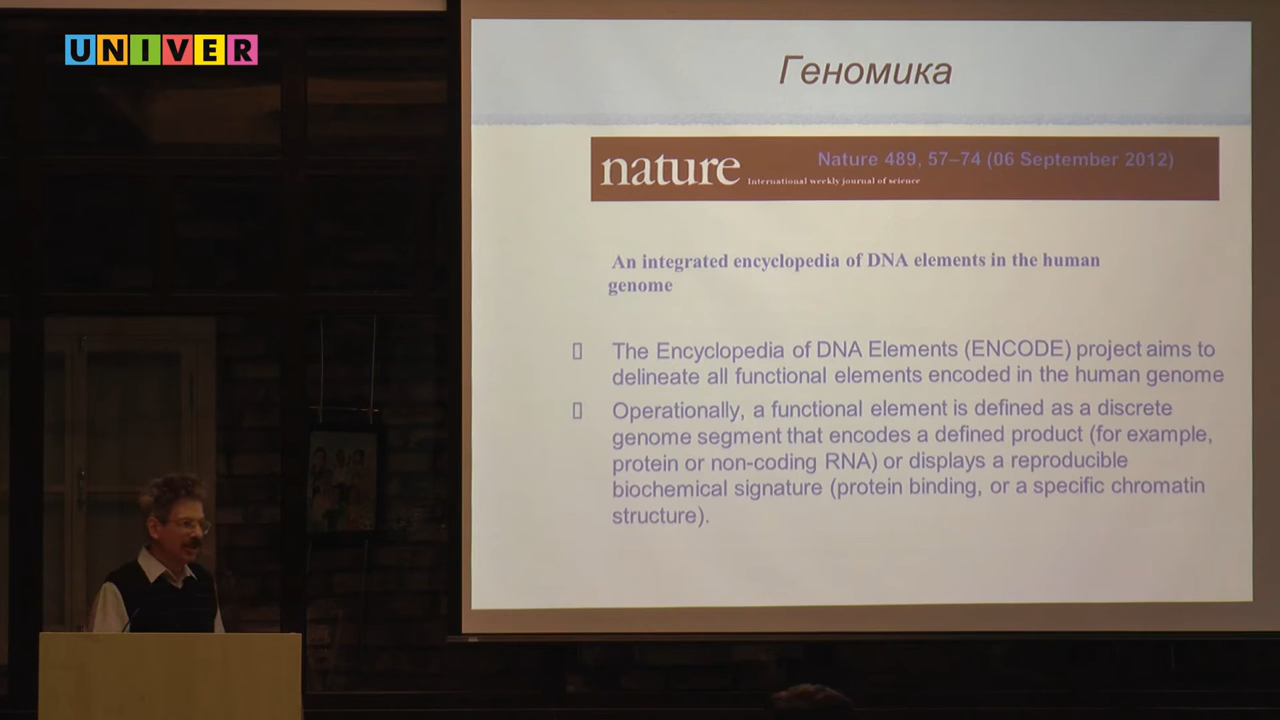 UNIVER
Геномика
nature
Nature 489, 57–74 (06 September 2012)
International weekly journal of science
An integrated encyclopedia of DNA elements in the human
genome
The Encyclopedia of DNA Elements (ENCODE) project aims to
delineate all functional elements encoded in the human genome
Operationally, a functional element is defined as a discrete
genome segment that encodes a defined product (for example,
protein or non-coding RNA) or displays a reproducible
biochemical signature (protein binding, or a specific chromatin
structure).